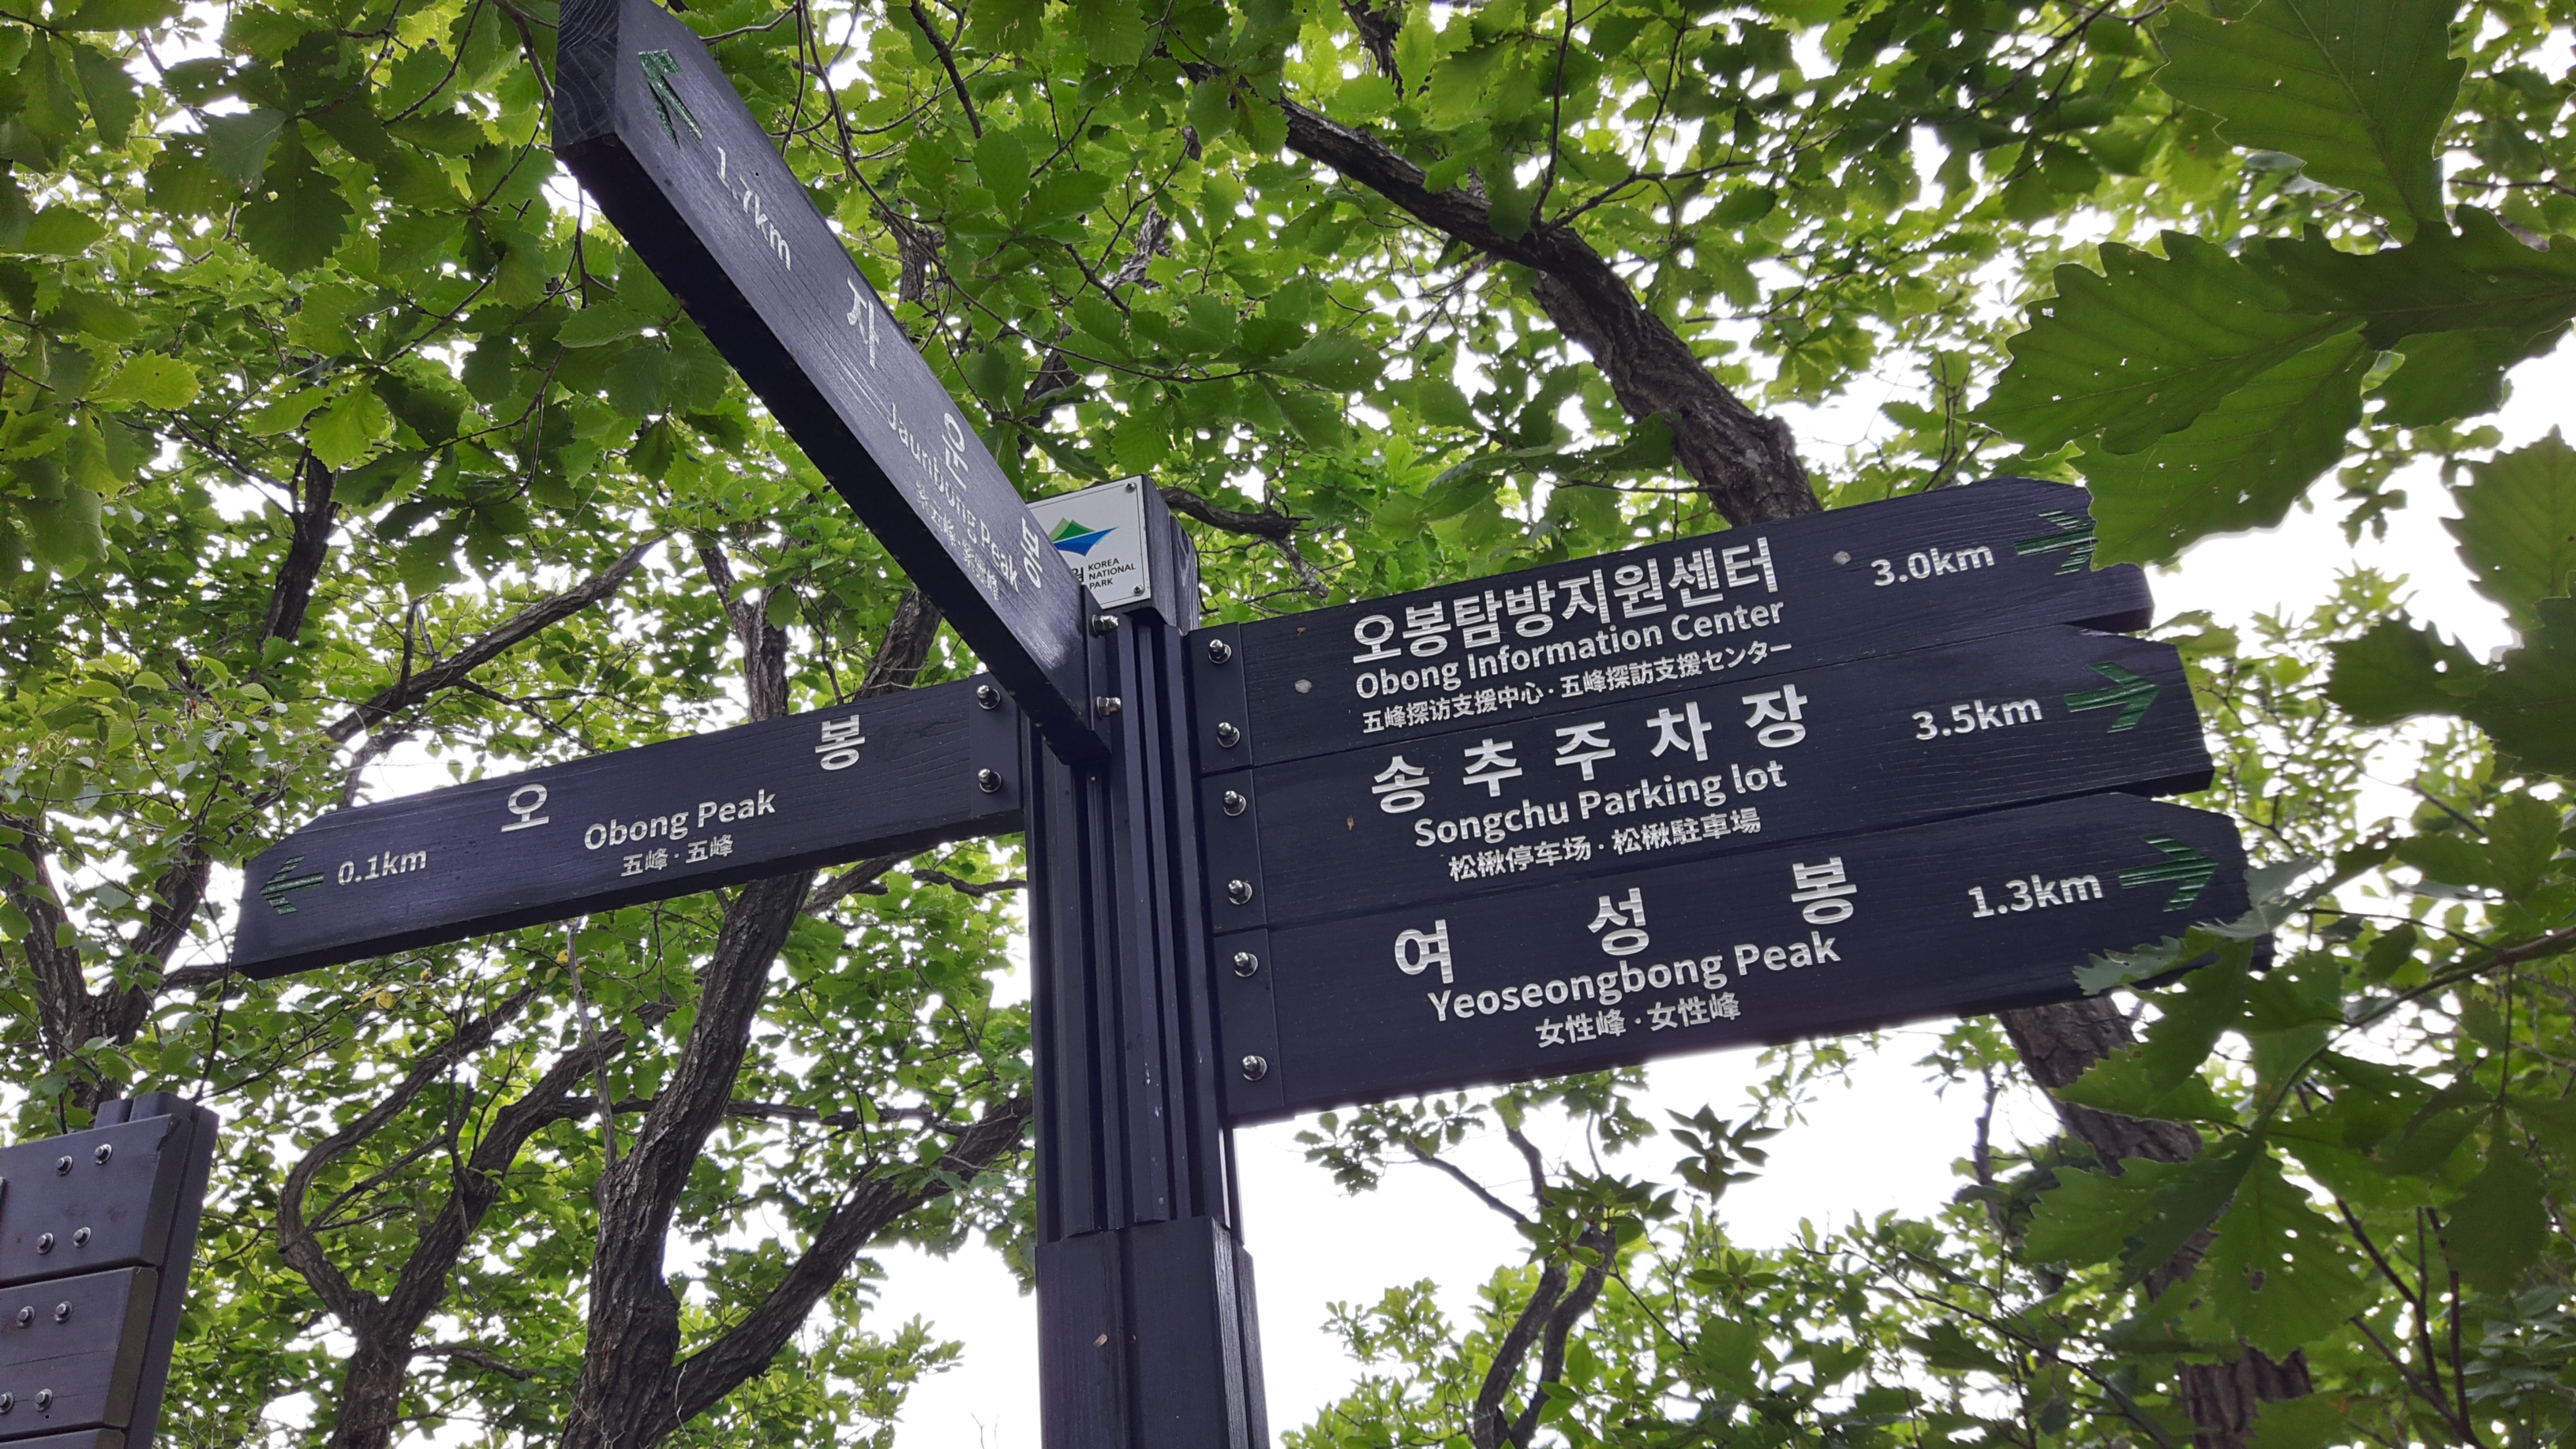 1.7km
자 운 봉
Jaunbong Peak
KOREA
NATIONAL
PARK
오 봉
0.1km
Obong Peak
五峰·五峰
오봉탐방지원센터
3.0km
Obong Information Center
五峰探访支援中心·五峰探訪支援センター
송추주차장
3.5km
Songchu Parking lot
松楸停车场·松楸駐車場
여 성 봉
1.3km
Yeoseongbong Peak
女性峰·女性峰